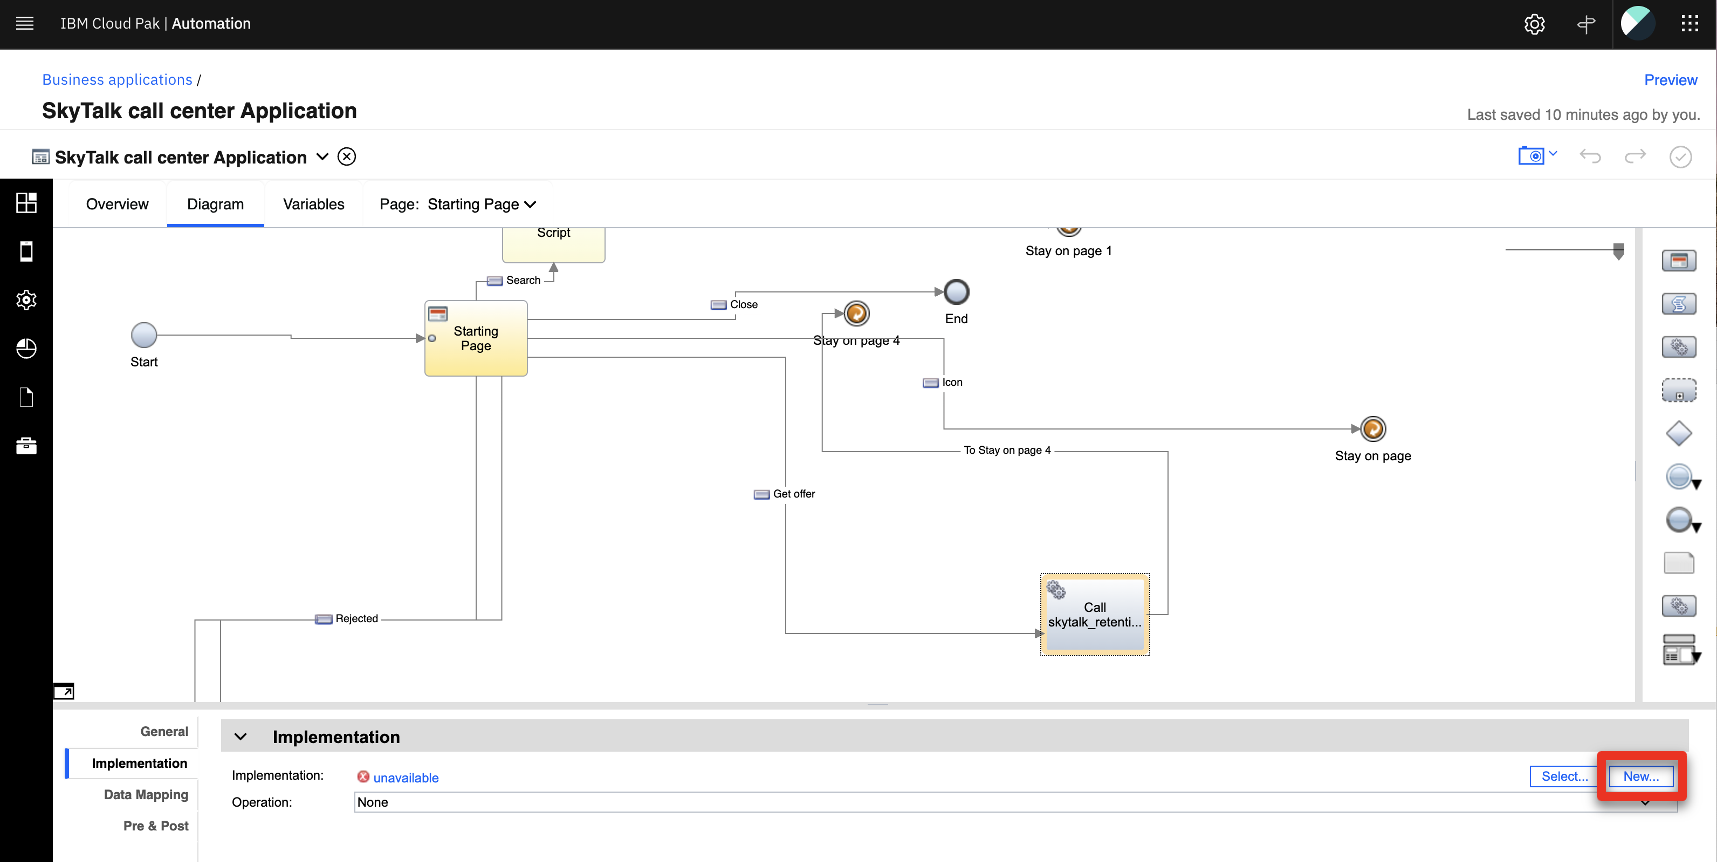 IBM Cloud Pak | Automation
Business applications /
Preview
SkyTalk call center Application
Last saved 10 minutes ago by you.
SkyTalk call center Application
Overview
Diagram
Variables
Page: Starting Page
Script
Stay on page 1
Search
Close
Starting
Page
End
Stay on page 4
Start
Icon
To Stay on page 4
Stay on page
Get offer
Call
skytalk_retenti...
Rejected
General
Implementation
Data Mapping
Pre & Post
Implementation
Implementation:
unavailable
Select...
New...
Operation:
None